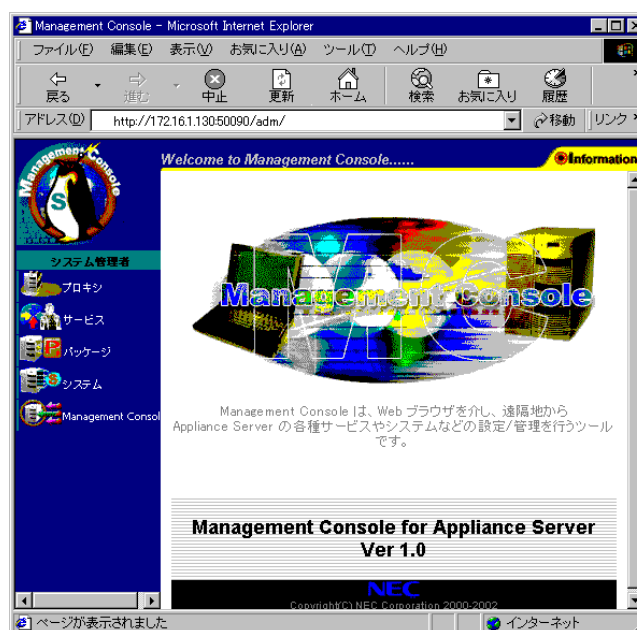 Management Console - Microsoft Internet Explorer
ファイル(F) 編集(E) 表示(V) お気に入り(A) ツール(T) ヘルプ(H)
戻る 進む 中止 更新 ホーム 検索 お気に入り 履歴
アドレス(D) http://172.16.1.130:50090/adm/ 移動 リンク
Management Console
S
Welcome to Management Console...... Information
システム管理者
プロキシ
サービス
パッケージ
システム
Management Consol
MC
Management Console
Management Console は、Web ブラウザを介し、遠隔地から
Appliance Server の各種サービスやシステムなどの設定/管理を行うツール
です。
Management Console for Appliance Server
Ver 1.0
NEC
Copyright(C) NEC Corporation 2000-2002
ページが表示されました インターネット